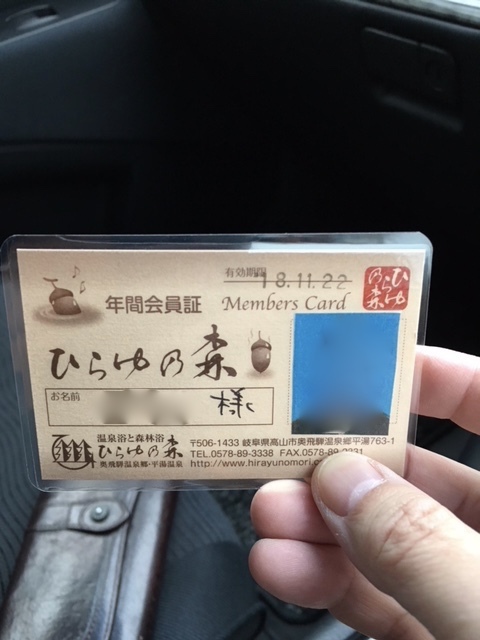 有効期限 18.11.22
年間会員証 Members Card
ひらゆの森
ひらゆ乃森
お名前 様
温泉浴と森林浴
ひらゆの森
奥飛騨温泉郷・平湯温泉
〒506-1433 岐阜県高山市奥飛騨温泉郷平湯763-1
TEL.0578-89-3338 FAX.0578-89-
http://www.hirayunomori.co